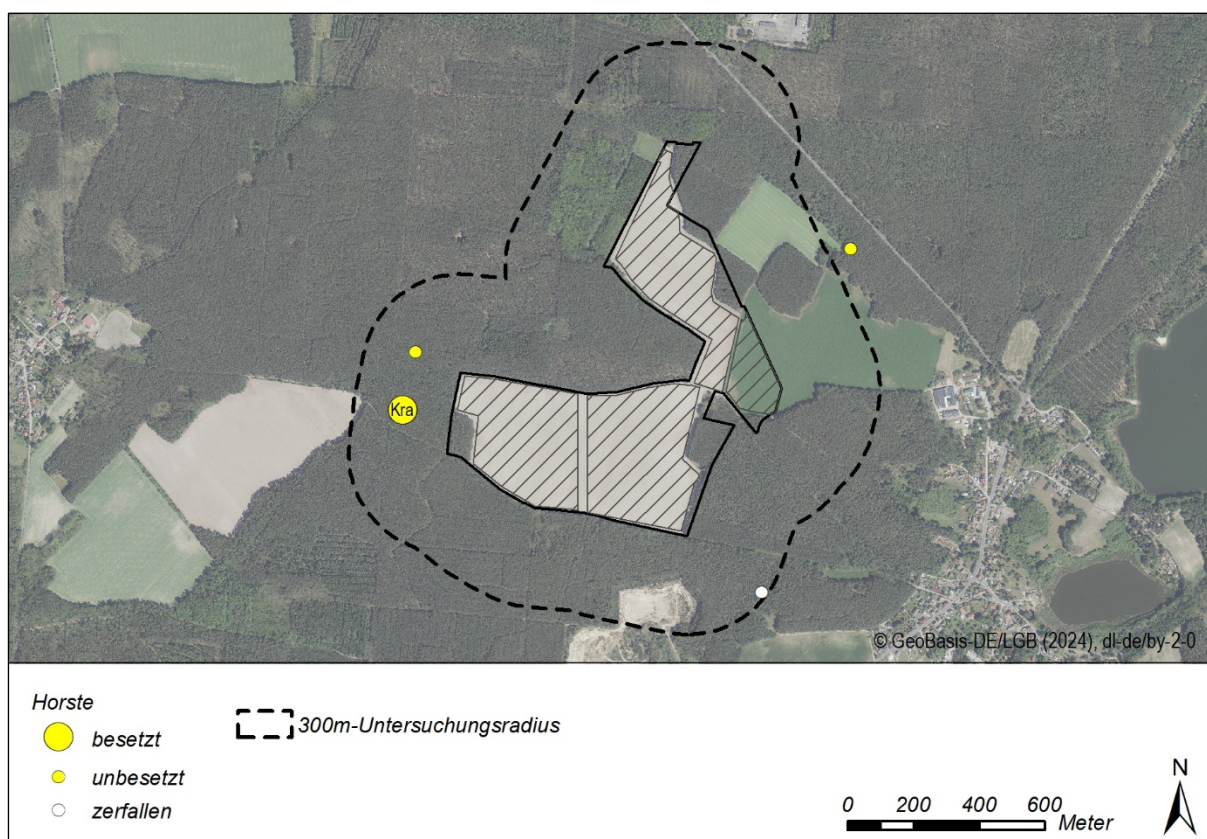 Kra
© GeoBasis-DE/LGB (2024), dl-de/by-2-0
Horste
besetzt
300m-Untersuchungsradius
unbesetzt
zerfallen
N
0 200 400 600
Meter